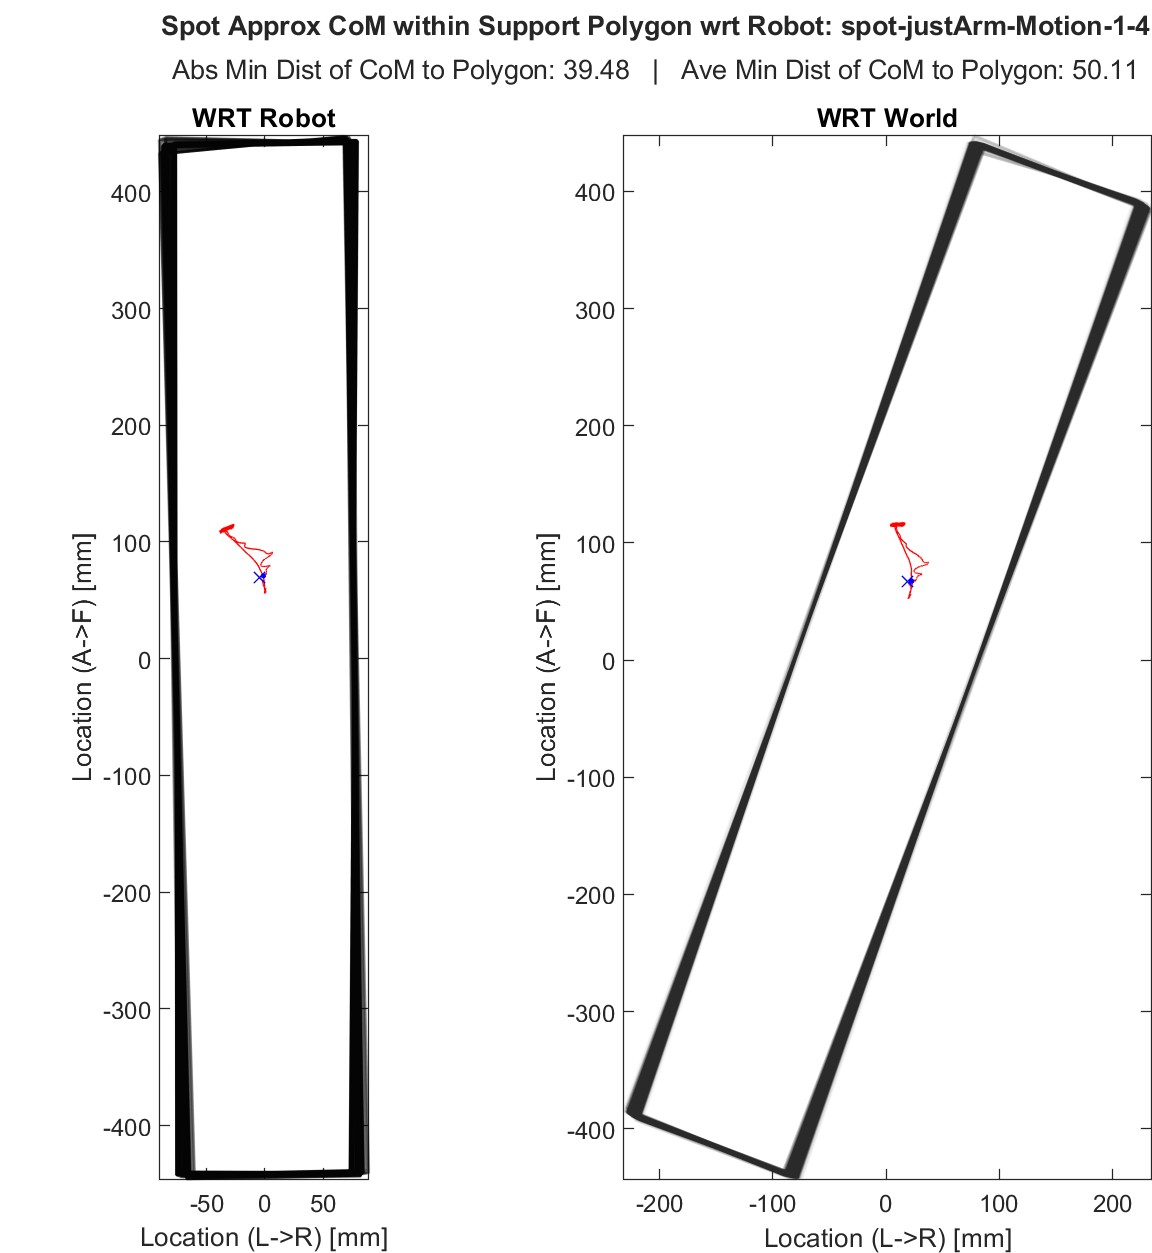 Spot Approx CoM within Support Polygon wrt Robot: spot-justArm-Motion-1-4
Abs Min Dist of CoM to Polygon: 39.48 | Ave Min Dist of CoM to Polygon: 50.11
WRT Robot
400
300
200
100
0
-100
-200
-300
-400
-50 0 50
Location (A->F) [mm]
Location (L->R) [mm]
WRT World
400
300
200
100
0
-100
-200
-300
-400
-200 -100 0 100 200
Location (A->F) [mm]
Location (L->R) [mm]